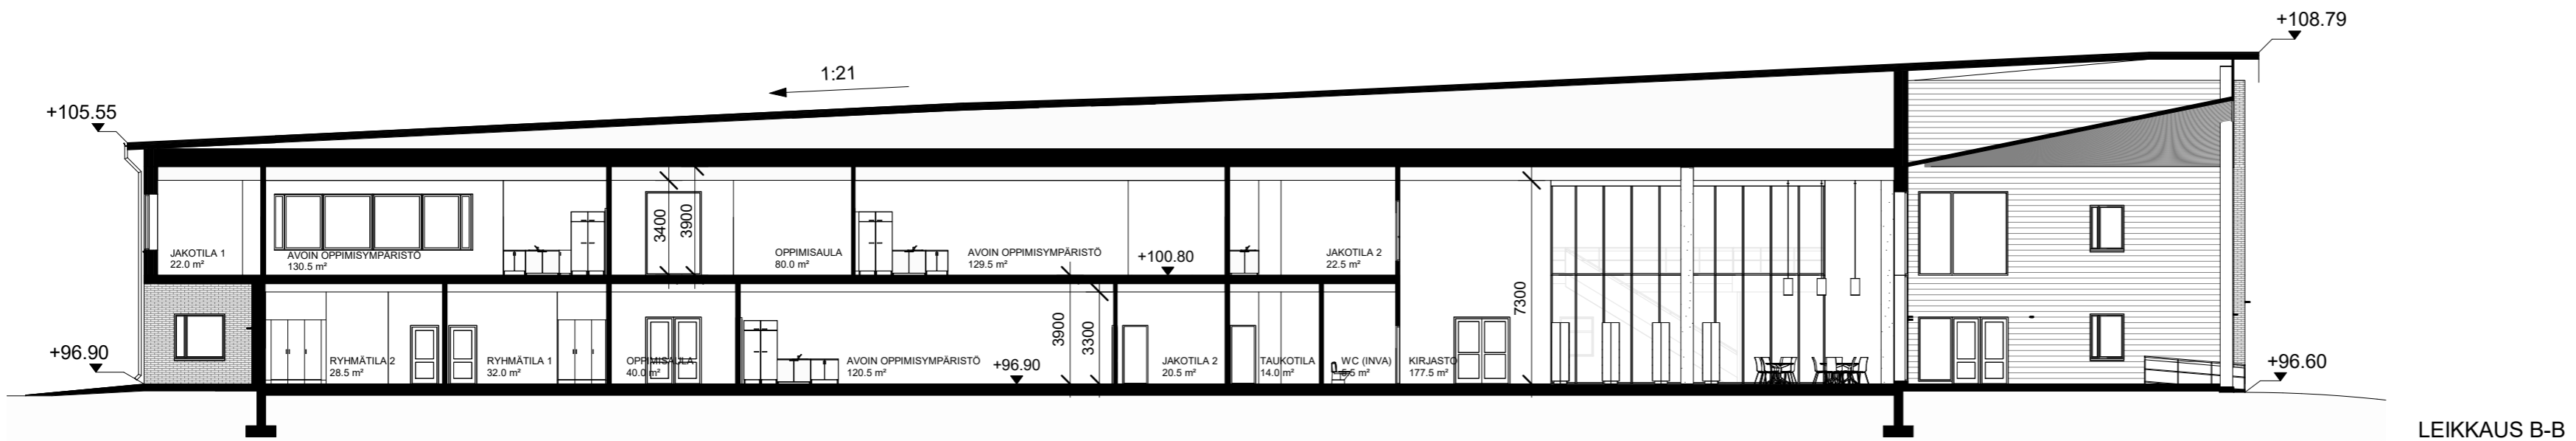 +108.79
1:21
+105.55
3400
3900
JAKOTILA 1
22.0 m²
AVOIN OPPIMISYMPÄRISTÖ
130.5 m²
OPPIMISAULA
80.0 m²
AVOIN OPPIMISYMPÄRISTÖ
129.5 m²
+100.80
JAKOTILA 2
22.5 m²
7300
3900
3300
+96.90
RYHMÄTILA 2
28.5 m²
RYHMÄTILA 1
32.0 m²
OPPIMISAULA
40.0 m²
AVOIN OPPIMISYMPÄRISTÖ
120.5 m²
+96.90
JAKOTILA 2
20.5 m²
TAUKOTILA
14.0 m²
WC (INVA)
5.5 m²
KIRJASTO
177.5 m²
+96.60
LEIKKAUS B-B